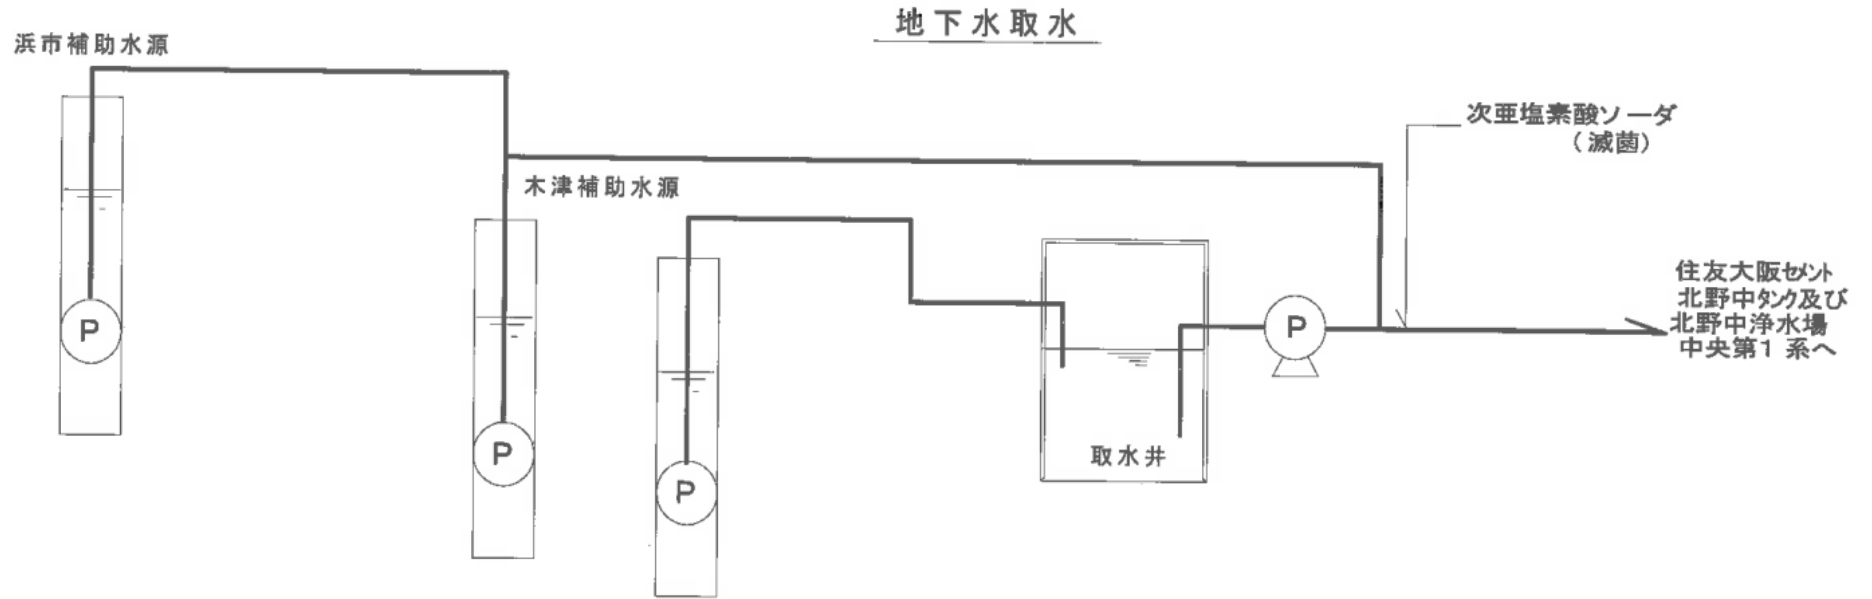 地下水取水
浜市補助水源
次亜塩素酸ソーダ
(滅菌)
木津補助水源
住友大阪セメント
北野中タンク及び
北野中浄水場
中央第1系へ
P
P
P
P
取水井